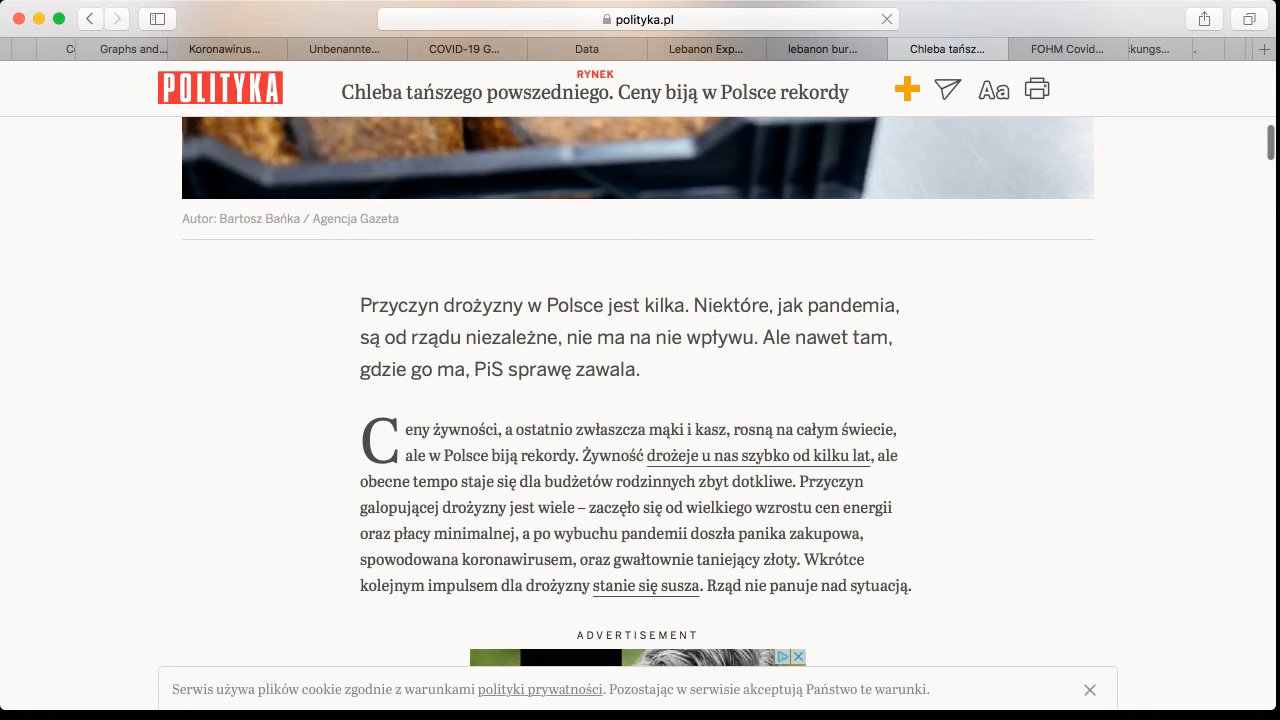 polityka.pl
C
Graphs and...
Koronawirus...
Unbenannte...
COVID-19 G...
Data
Lebanon Exp...
lebanon bur...
Chleba tańsz...
FOHM Covid...
kungs...
POLITYKA
RYNEK
Chleba tańszego powszedniego. Ceny biją w Polsce rekordy
Aa
Autor: Bartosz Bańka / Agencja Gazeta
Przyczyn drożyzny w Polsce jest kilka. Niektóre, jak pandemia,
są od rządu niezależne, nie ma na nie wpływu. Ale nawet tam,
gdzie go ma, PiS sprawę zawala.
Ceny żywności, a ostatnio zwłaszcza mąki i kasz, rosną na całym świecie,
ale w Polsce biją rekordy. Żywność drożeje u nas szybko od kilku lat, ale
obecne tempo staje się dla budżetów rodzinnych zbyt dotkliwe. Przyczyn
galopującej drożyzny jest wiele – zaczęło się od wielkiego wzrostu cen energii
oraz płacy minimalnej, a po wybuchu pandemii doszła panika zakupowa,
spowodowana koronawirusem, oraz gwałtownie taniejący złoty. Wkrótce
kolejnym impulsem dla drożyzny stanie się susza. Rząd nie panuje nad sytuacją.
ADVERTISEMENT
Serwis używa plików cookie zgodnie z warunkami polityki prywatności. Pozostając w serwisie akceptują Państwo te warunki.